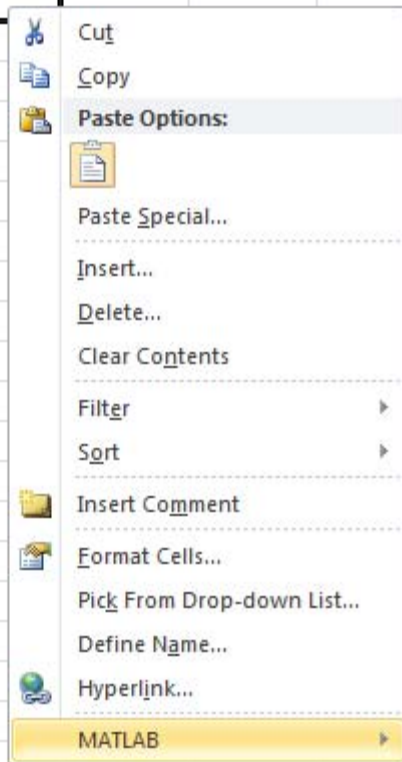 Cut
Copy
Paste Options:
Paste Special...
Insert...
Delete...
Clear Contents
Filter
Sort
Insert Comment
Format Cells...
Pick From Drop-down List...
Define Name...
Hyperlink...
MATLAB